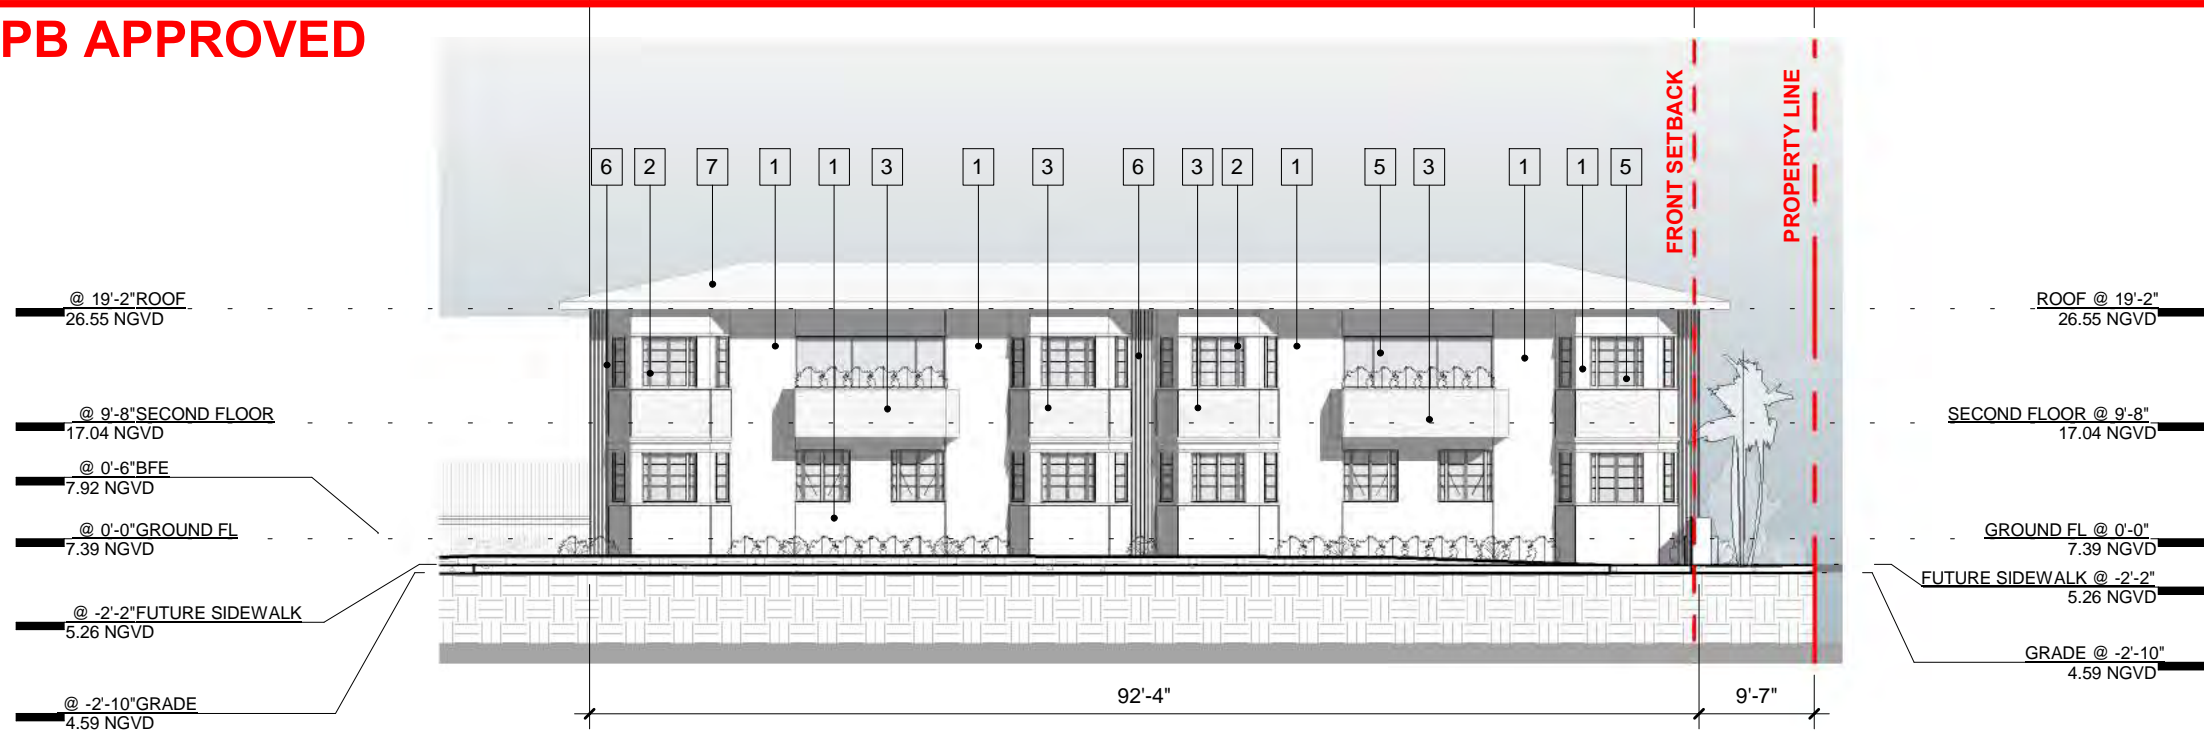 PB APPROVED
FRONT SETBACK
PROPERTY LINE
6 2 7 1 1 3 1 3 6 3 2 1 5 3 1 1 5
@ 19'-2"ROOF
26.55 NGVD
@ 9'-8"SECOND FLOOR
17.04 NGVD
@ 0'-6"BFE
7.92 NGVD
@ 0'-0"GROUND FL
7.39 NGVD
@ -2'-2"FUTURE SIDEWALK
5.26 NGVD
@ -2'-10"GRADE
4.59 NGVD
ROOF @ 19'-2"
26.55 NGVD
SECOND FLOOR @ 9'-8"
17.04 NGVD
GROUND FL @ 0'-0"
7.39 NGVD
FUTURE SIDEWALK @ -2'-2"
5.26 NGVD
GRADE @ -2'-10"
4.59 NGVD
92'-4"
9'-7"